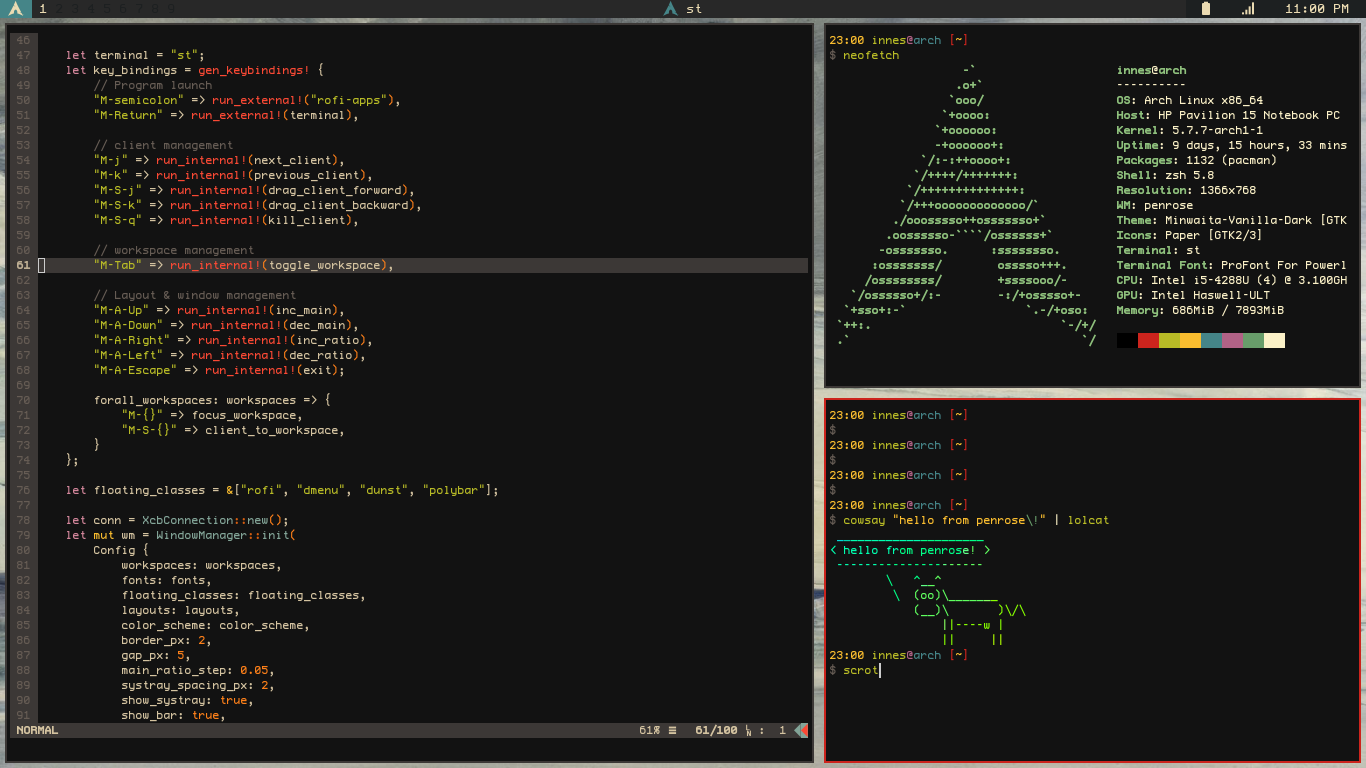 1 2 3 4 5 6 7 8 9
st
11:00 PM
46
47     let terminal = "st";
48     let key_bindings = gen_keybindings! {
49         // Program launch
50         "M-semicolon" => run_external!("rofi-apps"),
51         "M-Return" => run_external!(terminal),
52
53         // client management
54         "M-j" => run_internal!(next_client),
55         "M-k" => run_internal!(previous_client),
56         "M-S-j" => run_internal!(drag_client_forward),
57         "M-S-k" => run_internal!(drag_client_backward),
58         "M-S-q" => run_internal!(kill_client),
59
60         // workspace management
61         "M-Tab" => run_internal!(toggle_workspace),
62
63         // Layout & window management
64         "M-A-Up" => run_internal!(inc_main),
65         "M-A-Down" => run_internal!(dec_main),
66         "M-A-Right" => run_internal!(inc_ratio),
67         "M-A-Left" => run_internal!(dec_ratio),
68         "M-A-Escape" => run_internal!(exit);
69
70         forall_workspaces: workspaces => {
71             "M-{}" => focus_workspace,
72             "M-S-{}" => client_to_workspace,
73         }
74     };
75
76     let floating_classes = &["rofi", "dmenu", "dunst", "polybar"];
77
78     let conn = XcbConnection::new();
79     let mut wm = WindowManager::init(
80         Config {
81             workspaces: workspaces,
82             fonts: fonts,
83             floating_classes: floating_classes,
84             layouts: layouts,
85             color_scheme: color_scheme,
86             border_px: 2,
87             gap_px: 5,
88             main_ratio_step: 0.05,
89             systray_spacing_px: 2,
90             show_systray: true,
91             show_bar: true,
NORMAL 61% ≡ 61/100 ㏑ : 1
23:00 innes@arch [~]
$ neofetch
innes@arch
----------
OS: Arch Linux x86_64
Host: HP Pavilion 15 Notebook PC
Kernel: 5.7.7-arch1-1
Uptime: 9 days, 15 hours, 33 mins
Packages: 1132 (pacman)
Shell: zsh 5.8
Resolution: 1366x768
WM: penrose
Theme: Minwaita-Vanilla-Dark [GTK
Icons: Paper [GTK2/3]
Terminal: st
Terminal Font: ProFont For Powerl
CPU: Intel i5-4288U (4) @ 3.100GH
GPU: Intel Haswell-ULT
Memory: 686MiB / 7893MiB
23:00 innes@arch [~]
$
23:00 innes@arch [~]
$
23:00 innes@arch [~]
$
23:00 innes@arch [~]
$ cowsay "hello from penrose\!" | lolcat
 _____________________
< hello from penrose! >
 ---------------------
        \   ^__^
         \  (oo)\_______
            (__)\       )\/\
                ||----w |
                ||     ||
23:00 innes@arch [~]
$ scrot